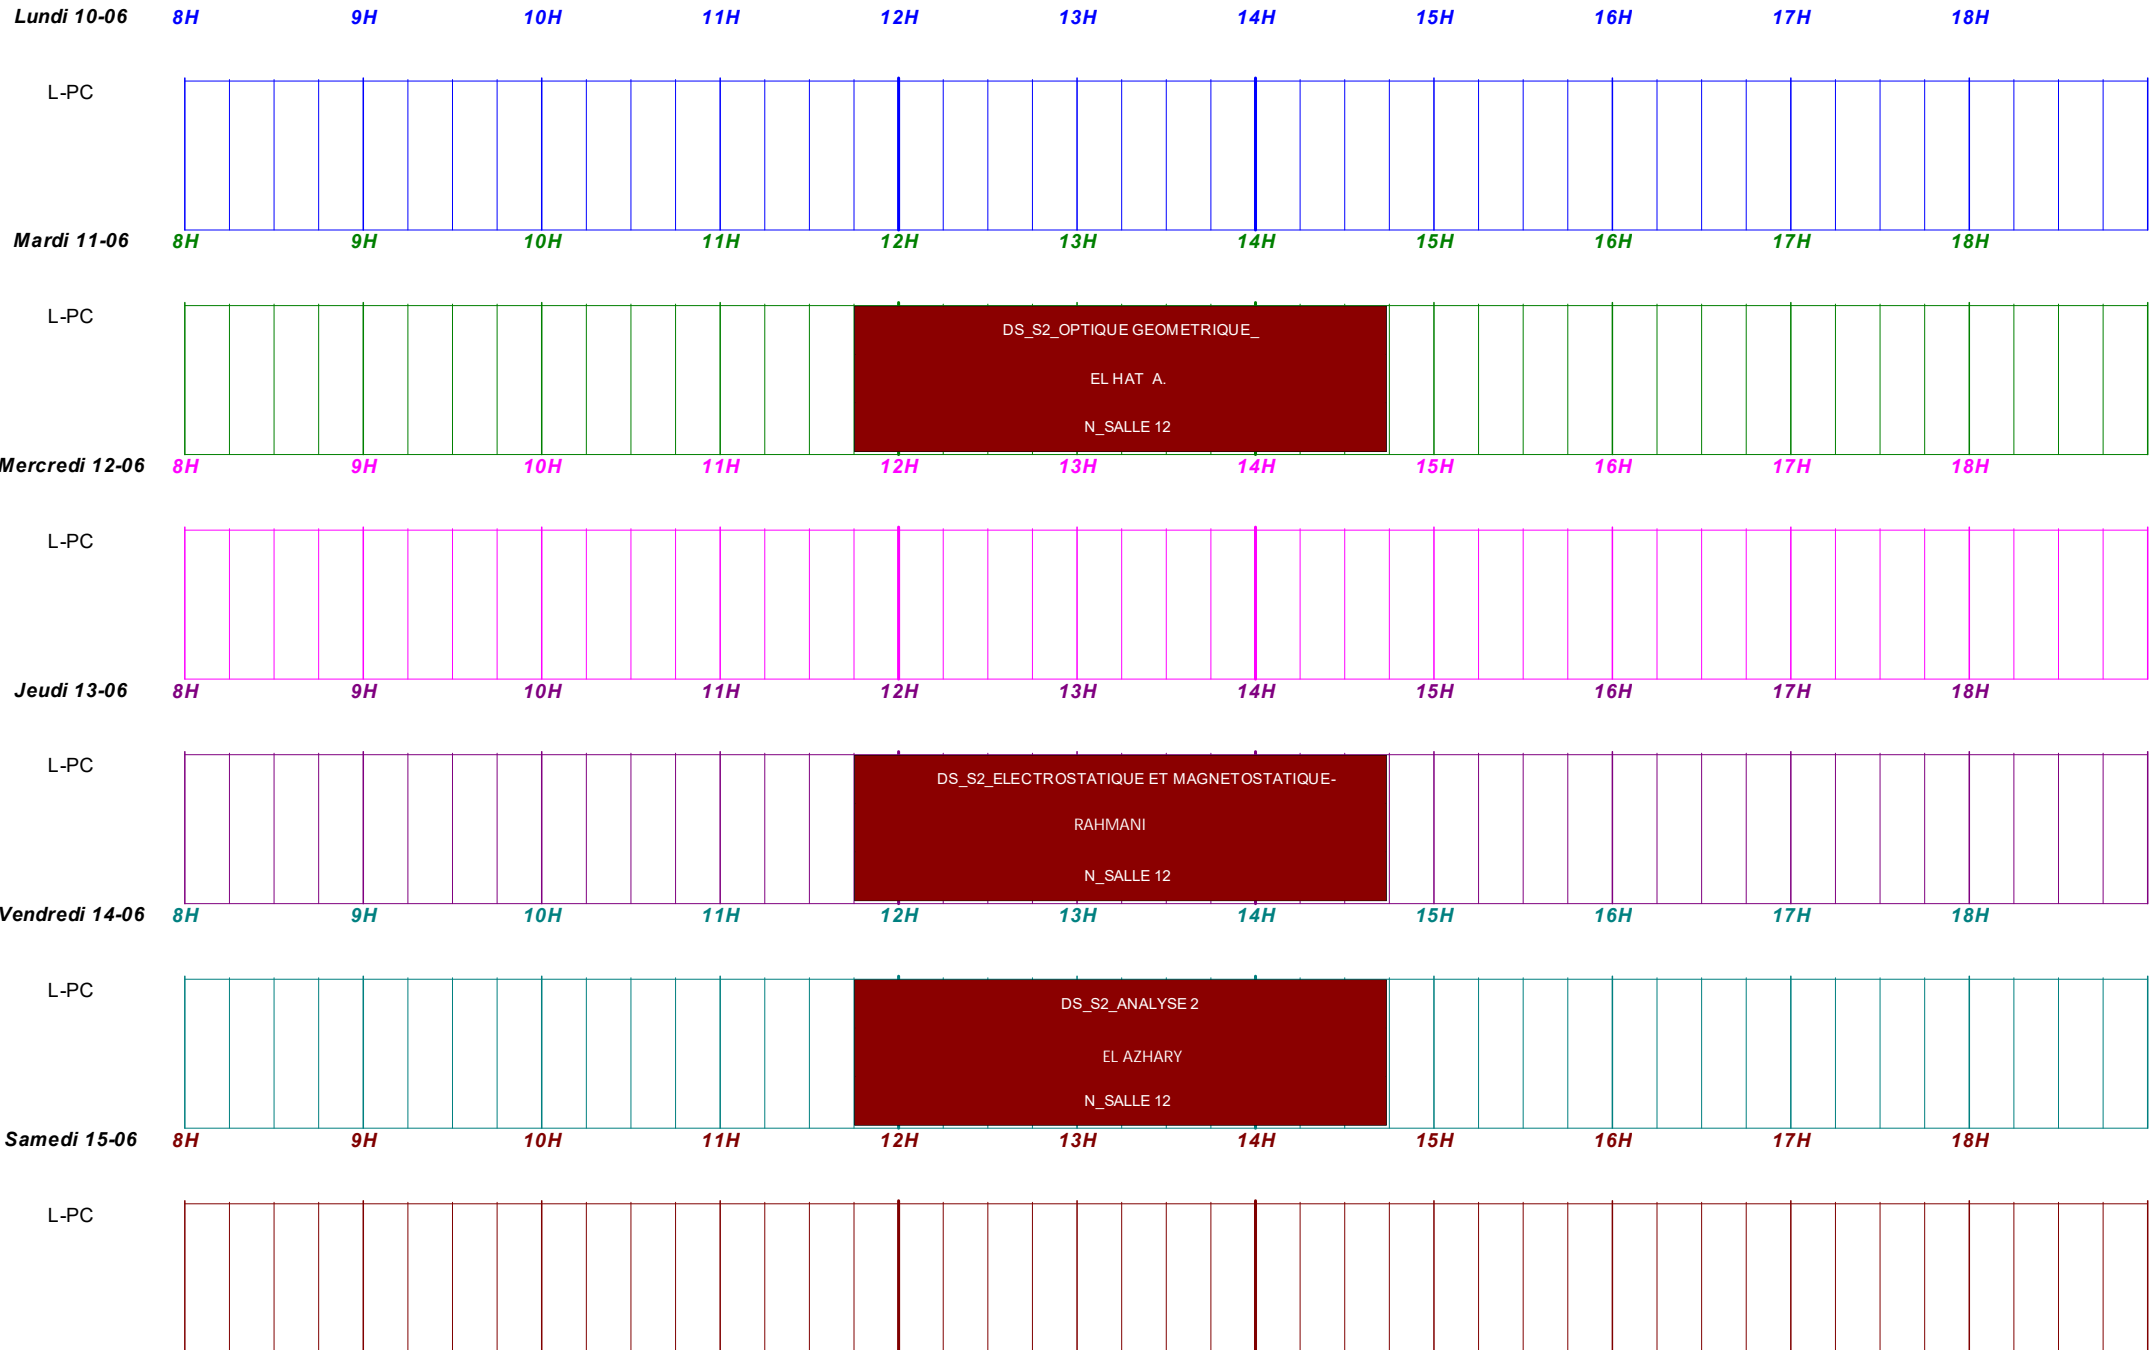 Lundi 10-06 8H 9H 10H 11H 12H 13H 14H 15H 16H 17H 18H
L-PC
Mardi 11-06 8H 9H 10H 11H 12H 13H 14H 15H 16H 17H 18H
L-PC
DS_S2_OPTIQUE GEOMETRIQUE_
EL HAT A.
N_SALLE 12
Mercredi 12-06 8H 9H 10H 11H 12H 13H 14H 15H 16H 17H 18H
L-PC
Jeudi 13-06 8H 9H 10H 11H 12H 13H 14H 15H 16H 17H 18H
L-PC
DS_S2_ELECTROSTATIQUE ET MAGNETOSTATIQUE-
RAHMANI
N_SALLE 12
Vendredi 14-06 8H 9H 10H 11H 12H 13H 14H 15H 16H 17H 18H
L-PC
DS_S2_ANALYSE 2
EL AZHARY
N_SALLE 12
Samedi 15-06 8H 9H 10H 11H 12H 13H 14H 15H 16H 17H 18H
L-PC